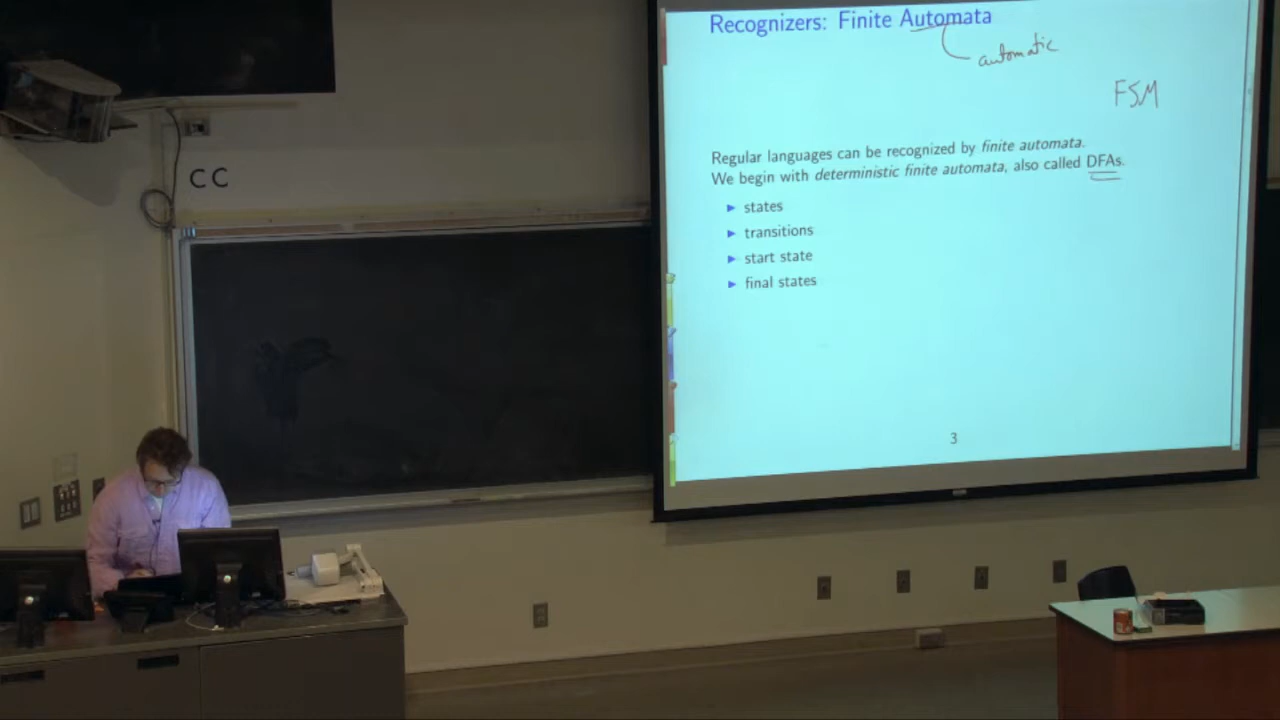 Recognizers: Finite Automata
automatic
FSM
CC
Regular languages can be recognized by finite automata.
We begin with deterministic finite automata, also called DFAs.
▶ states
▶ transitions
▶ start state
▶ final states
3